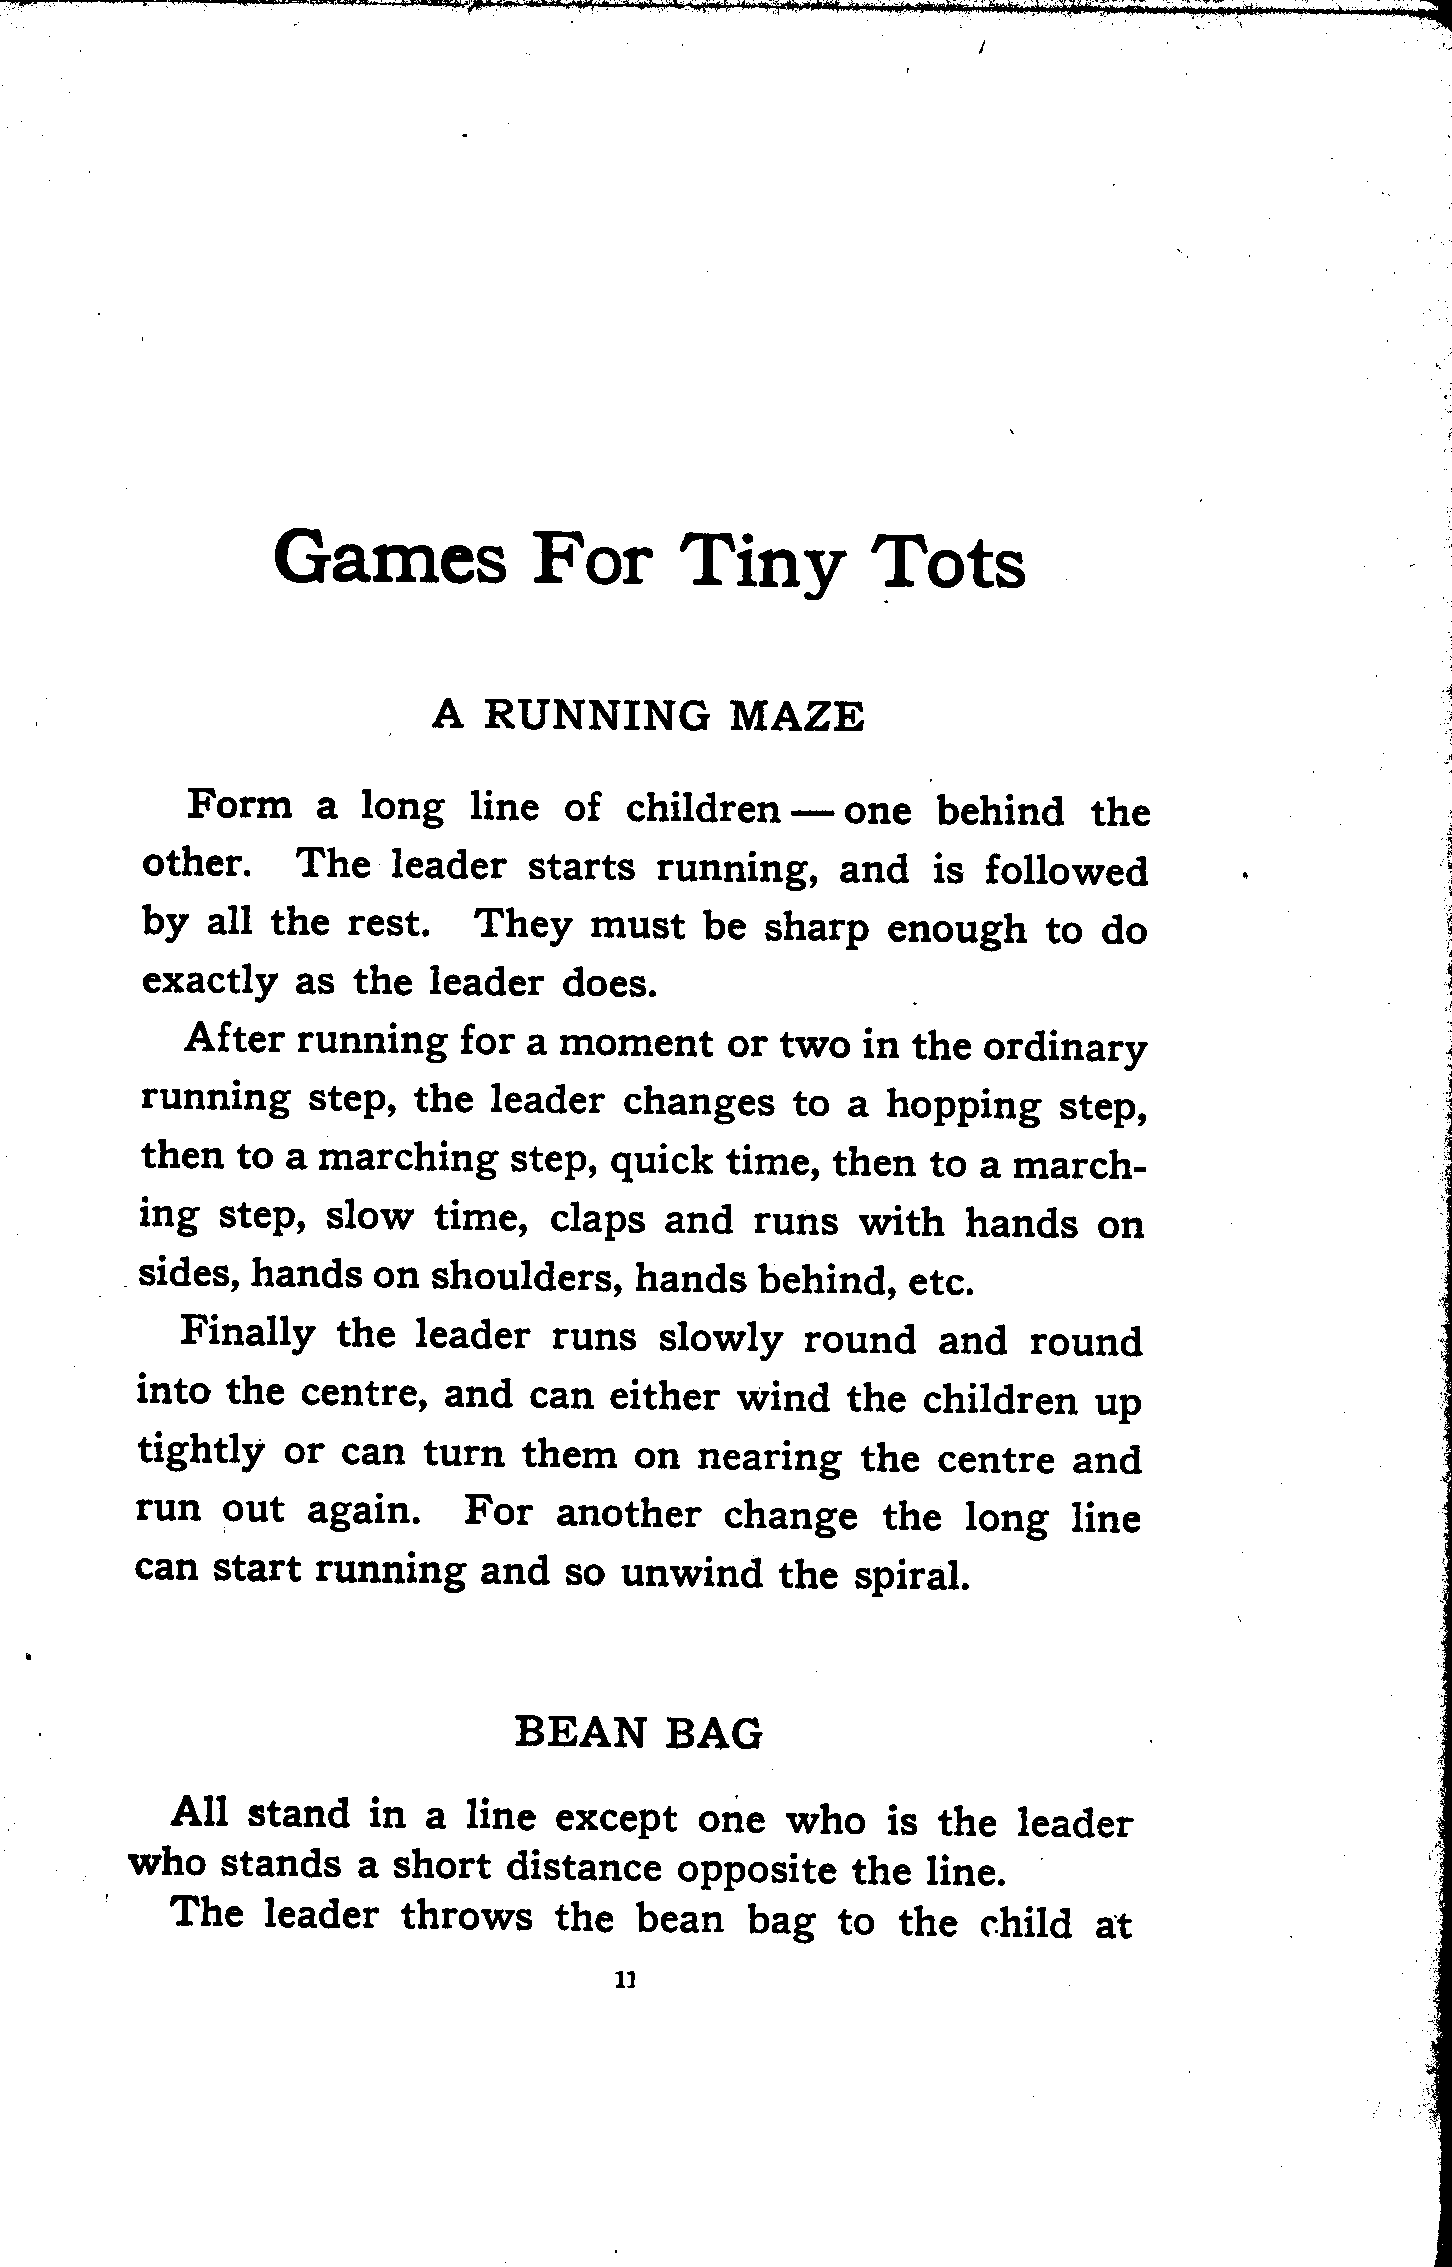 Games For Tiny Tots
A RUNNING MAZE
Form a long line of children — one behind the
other. The leader starts running, and is followed
by all the rest. They must be sharp enough to do
exactly as the leader does.
After running for a moment or two in the ordinary
running step, the leader changes to a hopping step,
then to a marching step, quick time, then to a march-
ing step, slow time, claps and runs with hands on
sides, hands on shoulders, hands behind, etc.
Finally the leader runs slowly round and round
into the centre, and can either wind the children up
tightly or can turn them on nearing the centre and
run out again. For another change the long line
can start running and so unwind the spiral.
BEAN BAG
All stand in a line except one who is the leader
who stands a short distance opposite the line.
The leader throws the bean bag to the child at
11